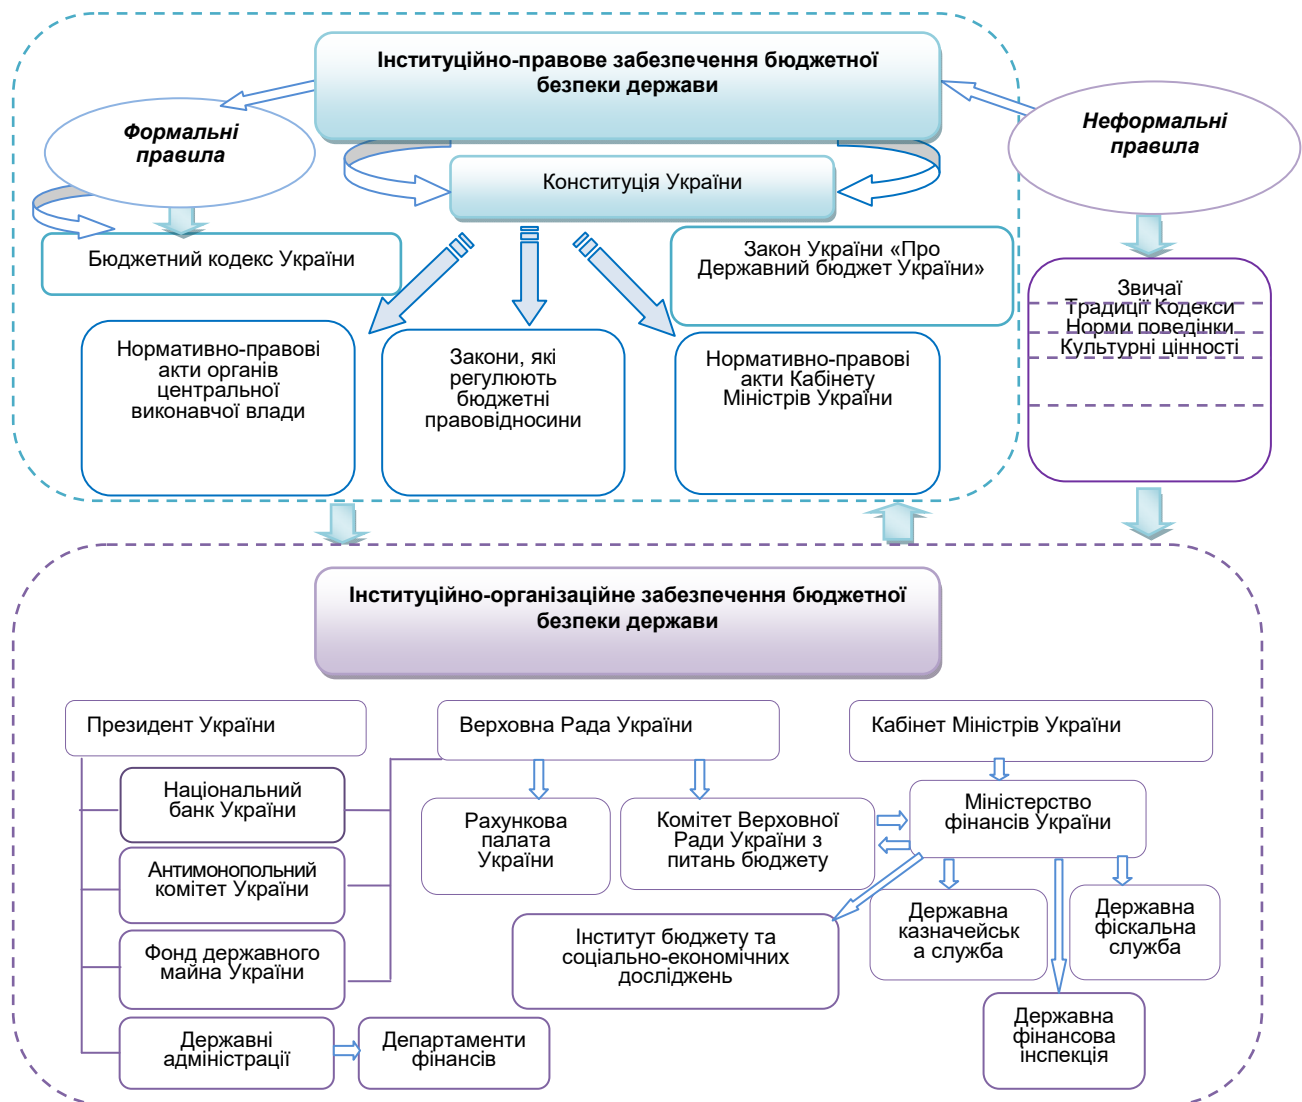 Інституційно-правове забезпечення бюджетної
безпеки держави
Формальні
правила
Неформальні
правила
Конституція України
Бюджетний кодекс України
Закон України «Про
Державний бюджет України»
Звичаї
Традиції Кодекси
Норми поведінки
Культурні цінності
Нормативно-правові
акти органів
центральної
виконавчої влади
Закони, які
регулюють
бюджетні
правовідносини
Нормативно-правові
акти Кабінету
Міністрів України
Інституційно-організаційне забезпечення бюджетної
безпеки держави
Президент України
Верховна Рада України
Кабінет Міністрів України
Національний
банк України
Антимонопольний
комітет України
Фонд державного
майна України
Державні
адміністрації
Департаменти
фінансів
Рахункова
палата
України
Комітет Верховної
Ради України з
питань бюджету
Міністерство
фінансів України
Інститут бюджету та
соціально-економічних
досліджень
Державна
казначейськ
а служба
Державна
фіскальна
служба
Державна
фінансова
інспекція